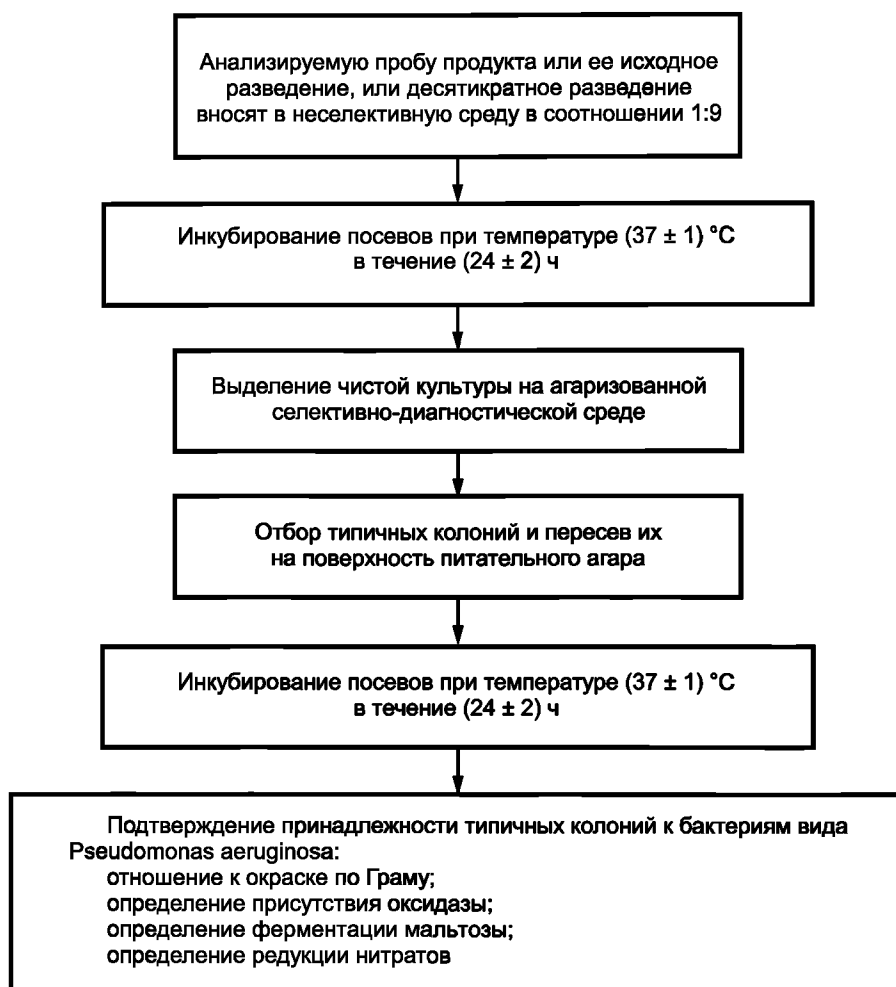 Анализируемую пробу продукта или ее исходное
разведение, или десятикратное разведение
вносят в неселективную среду в соотношении 1:9
Инкубирование посевов при температуре (37 ± 1) °С
в течение (24 ± 2) ч
Выделение чистой культуры на агаризованной
селективно-диагностической среде
Отбор типичных колоний и пересев их
на поверхность питательного агара
Инкубирование посевов при температуре (37 ± 1) °С
в течение (24 ± 2) ч
Подтверждение принадлежности типичных колоний к бактериям вида
Pseudomonas aeruginosa:
отношение к окраске по Граму;
определение присутствия оксидазы;
определение ферментации мальтозы;
определение редукции нитратов